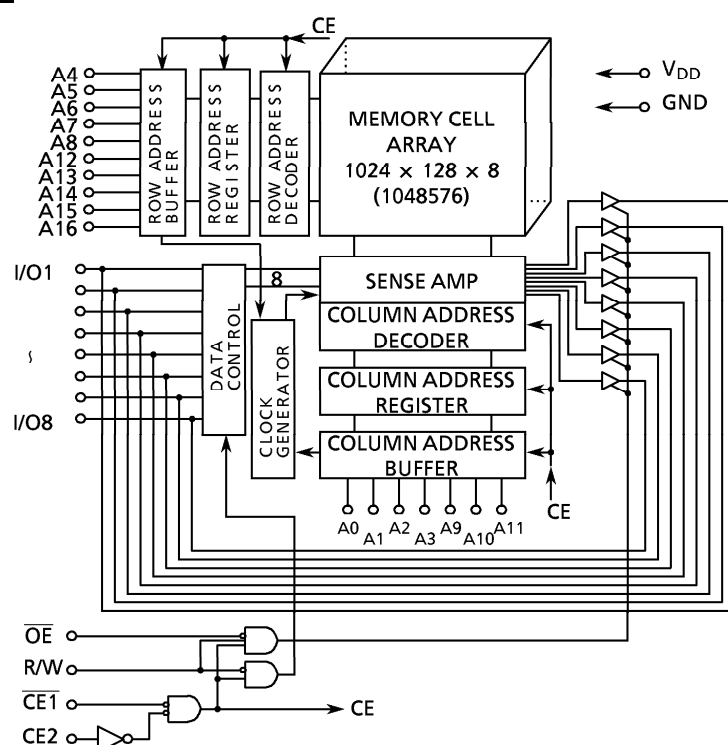 CE
A4
A5
A6
A7
A8
A12
A13
A14
A15
A16
ROW ADDRESS
BUFFER
ROW ADDRESS
REGISTER
ROW ADDRESS
DECODER
MEMORY CELL
ARRAY
1024 × 128 × 8
(1048576)
VDD
GND
I/O1
~
I/O8
DATA
CONTROL
8
CLOCK
GENERATOR
SENSE AMP
COLUMN ADDRESS
DECODER
COLUMN ADDRESS
REGISTER
COLUMN ADDRESS
BUFFER
CE
A0
A1
A2
A3
A9
A10
A11
OE
R/W
CE1
CE2
CE